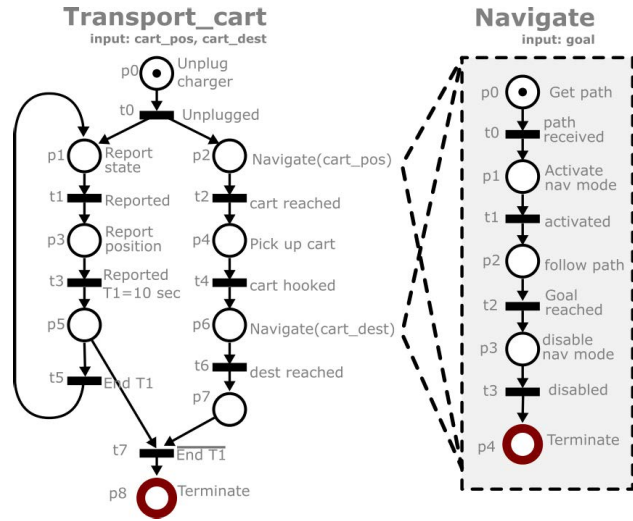 Transport_cart
input: cart_pos, cart_dest
p0
Unplug
charger
t0
Unplugged
p1
Report
state
p2
Navigate(cart_pos)
t1
Reported
t2
cart reached
p3
Report
position
p4
Pick up cart
t3
Reported
T1=10 sec
t4
cart hooked
p5
p6
Navigate(cart_dest)
t5
End T1
t6
dest reached
p7
t7
End T1
p8
Terminate
Navigate
input: goal
p0
Get path
t0
path
received
p1
Activate
nav mode
t1
activated
p2
follow path
t2
Goal
reached
p3
disable
nav mode
t3
disabled
p4
Terminate